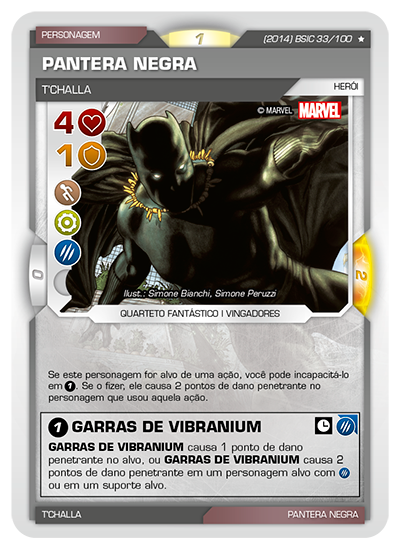 PERSONAGEM
1
(2014) BSIC 33/100 ★
PANTERA NEGRA
T'CHALLA
HERÓI
© MARVEL MARVEL
4
1
0
2
Ilust.: Simone Bianchi, Simone Peruzzi
QUARTETO FANTÁSTICO | VINGADORES
Se este personagem for alvo de uma ação, você pode incapacitá-lo
em 1. Se o fizer, ele causa 2 pontos de dano penetrante no
personagem que usou aquela ação.
1 GARRAS DE VIBRANIUM
GARRAS DE VIBRANIUM causa 1 ponto de dano
penetrante no alvo, ou GARRAS DE VIBRANIUM causa 2
pontos de dano penetrante em um personagem alvo com
ou em um suporte alvo.
T'CHALLA
PANTERA NEGRA